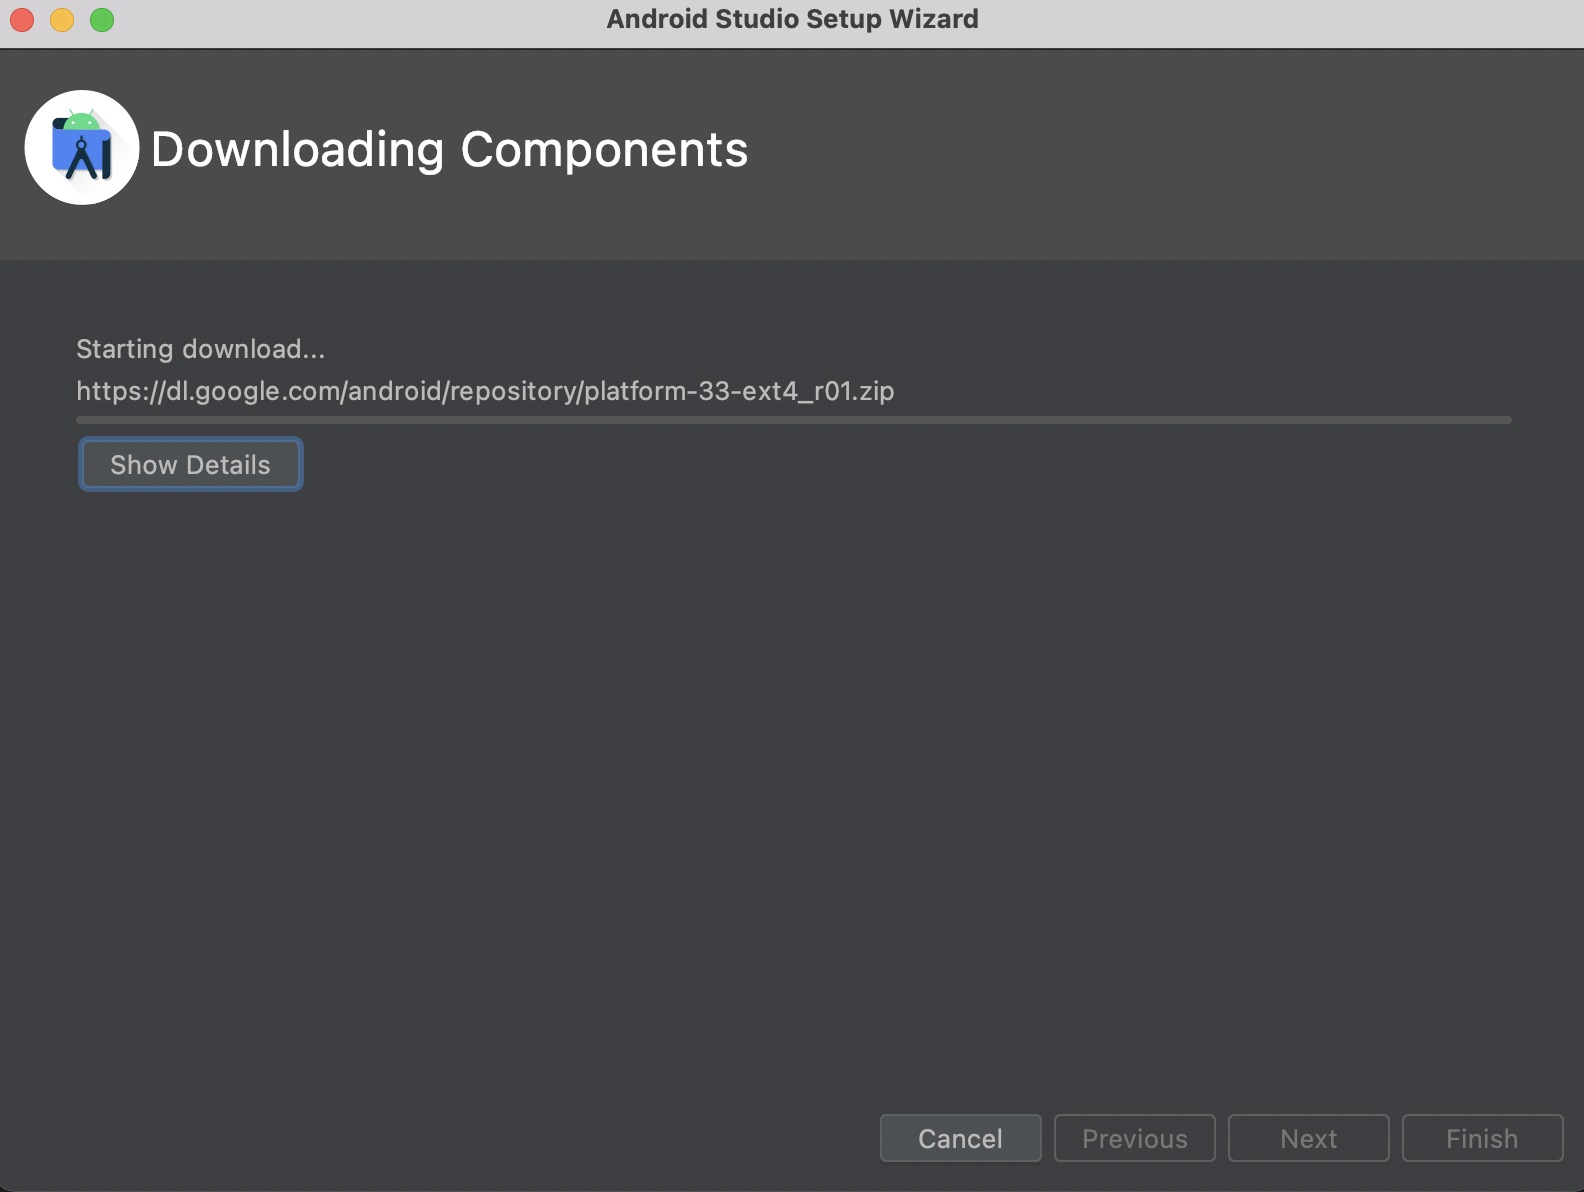 Android Studio Setup Wizard
Downloading Components
Starting download...
https://dl.google.com/android/repository/platform-33-ext4_r01.zip
Show Details
Cancel Previous Next Finish